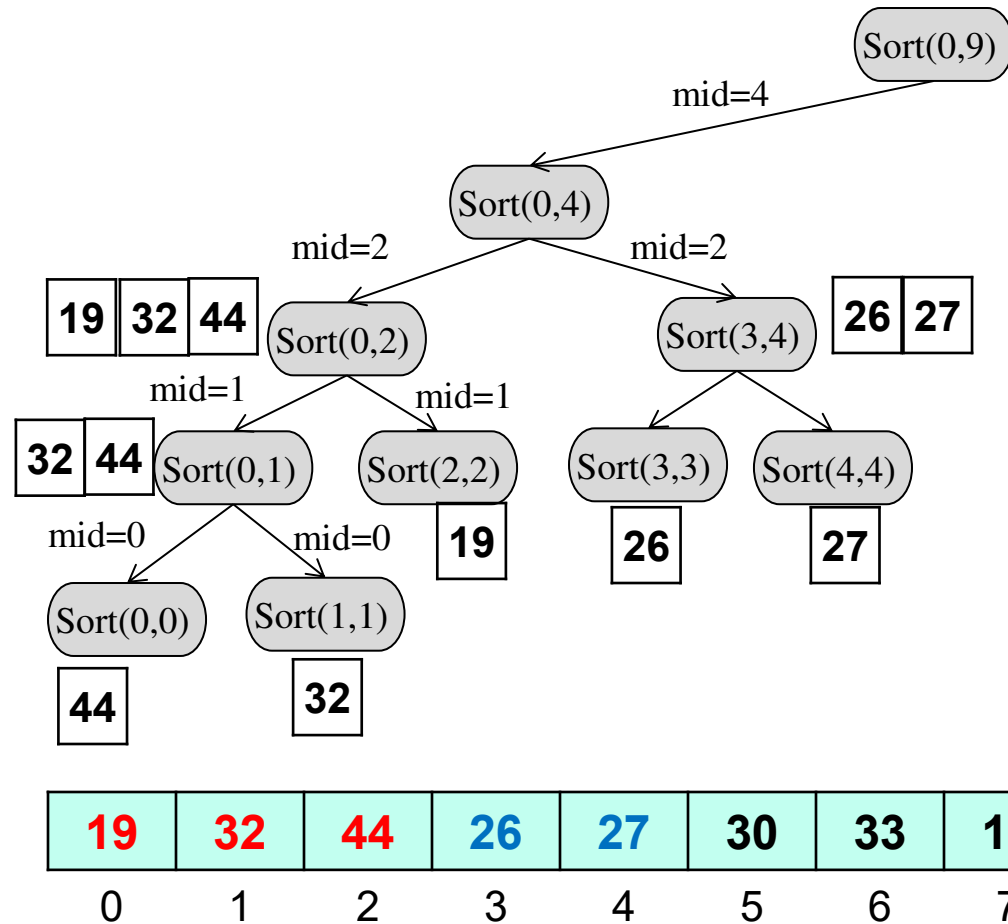 Sort(0,9)
mid=4
Sort(0,4)
mid=2 mid=2
19 32 44 Sort(0,2) Sort(3,4) 26 27
mid=1 mid=1
32 44 Sort(0,1) Sort(2,2) Sort(3,3) Sort(4,4)
mid=0 mid=0 19 26 27
Sort(0,0) Sort(1,1)
44 32
19 32 44 26 27 30 33 1
0 1 2 3 4 5 6 7